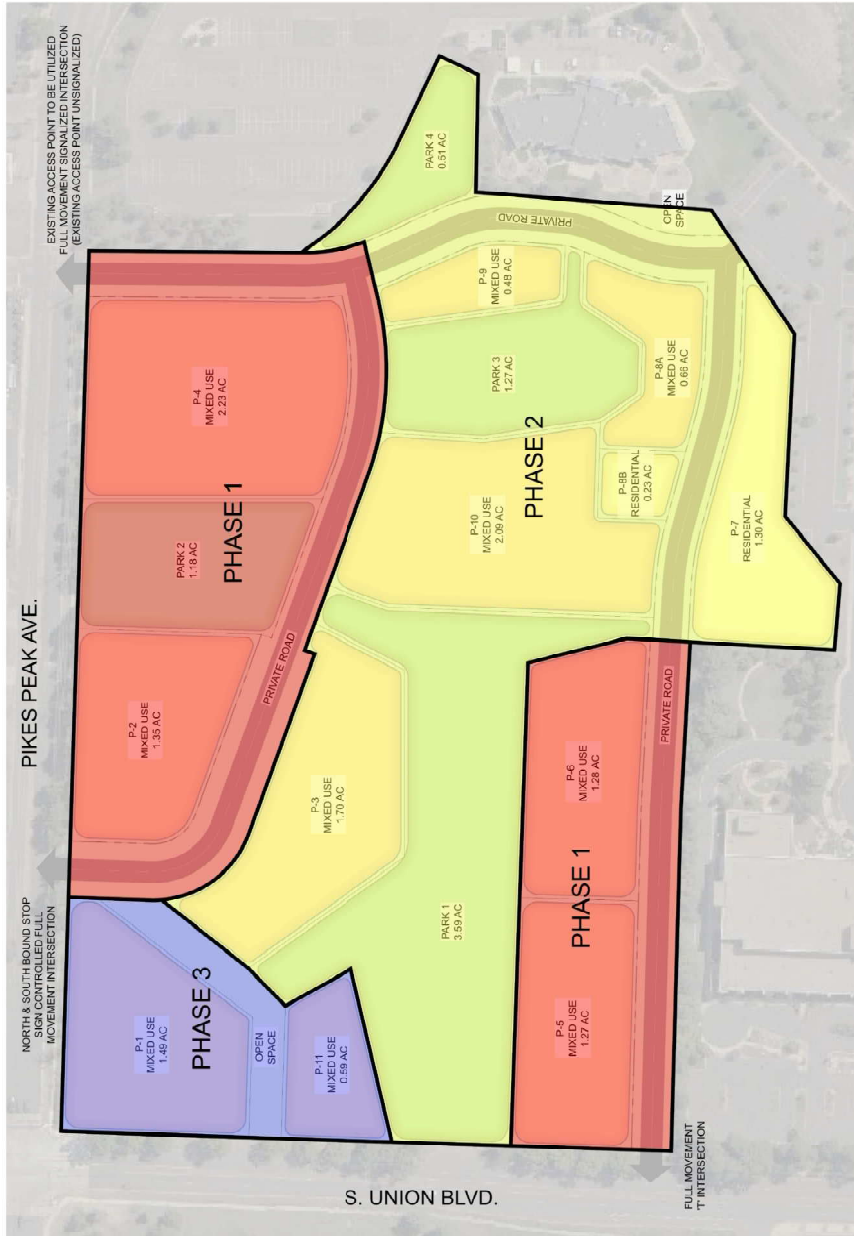 EXISTING ACCESS POINT TO BE UTILIZED
FULL MOVEMENT SIGNALIZED INTERSECTION
(EXISTING ACCESS POINT UNSIGNALIZED)
PIKES PEAK AVE.
NORTH & SOUTH BOUND STOP
SIGN CONTROLLED FULL
MOVEMENT INTERSECTION
P-1
MIXED USE
1.49 AC
PHASE 3
OPEN
SPACE
P-11
MIXED USE
0.59 AC
P-2
MIXED USE
1.35 AC
PARK 2
1.18 AC
PHASE 1
P-4
MIXED USE
2.23 AC
PRIVATE ROAD
P-3
MIXED USE
1.70 AC
PARK 1
3.59 AC
P-10
MIXED USE
2.09 AC
PHASE 2
PARK 3
1.27 AC
P-9
MIXED USE
0.48 AC
PARK 4
0.51 AC
PRIVATE ROAD
OPEN
SPACE
P-8A
MIXED USE
0.66 AC
P-8B
RESIDENTIAL
0.23 AC
P-7
RESIDENTIAL
1.30 AC
P-5
MIXED USE
1.27 AC
PHASE 1
P-6
MIXED USE
1.28 AC
PRIVATE ROAD
FULL MOVEMENT
'T' INTERSECTION
S. UNION BLVD.